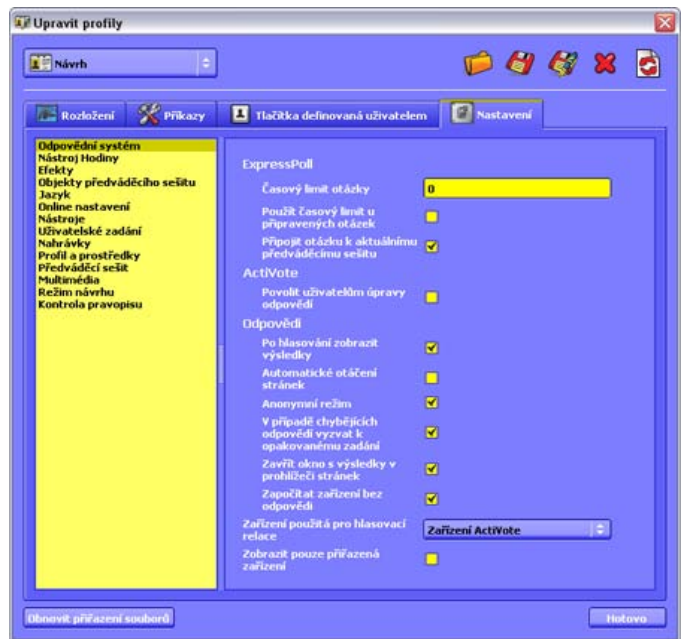 Upravit profily
Návrh
Rozložení
Příkazy
Tlačítka definovaná uživatelem
Nastavení
Odpovědní systém
Nástroj Hodiny
Efekty
Objekty předváděcího sešitu
Jazyk
Online nastavení
Nástroje
Uživatelské zadání
Nahrávky
Profil a prostředky
Předváděcí sešit
Multimédia
Režim návrhu
Kontrola pravopisu
ExpressPoll
Časový limit otázky
0
Použít časový limit u
připravených otázek
Připojit otázku k aktuálnímu
předváděcímu sešitu
ActiVote
Povolit uživatelům úpravy
odpovědí
Odpovědi
Po hlasování zobrazit
výsledky
Automatické otáčení
stránek
Anonymní režim
V případě chybějících
odpovědí vyzvat k
opakovanému zadání
Zavřít okno s výsledky v
prohlížeči stránek
Započítat zařízení bez
odpovědi
Zařízení použitá pro hlasovací
relace
Zařízení ActiVote
Zobrazit pouze přiřazená
zařízení
Obnovit přiřazení souborů
Hotovo